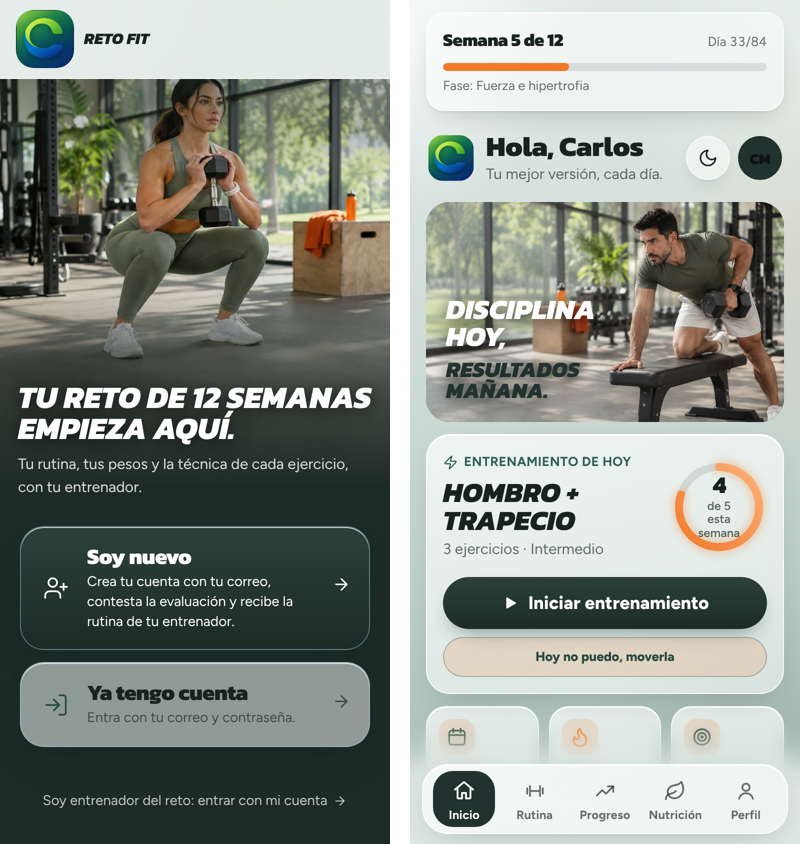 RETO FIT
TU RETO DE 12 SEMANAS
EMPIEZA AQUÍ.
Tu rutina, tus pesos y la técnica de cada ejercicio,
con tu entrenador.
Soy nuevo
Crea tu cuenta con tu correo,
contesta la evaluación y recibe la
rutina de tu entrenador.
Ya tengo cuenta
Entra con tu correo y contraseña.
Soy entrenador del reto: entrar con mi cuenta
Semana 5 de 12
Día 33/84
Fase: Fuerza e hipertrofia
Hola, Carlos
Tu mejor versión, cada día.
CM
DISCIPLINA
HOY,
RESULTADOS
MAÑANA.
ENTRENAMIENTO DE HOY
HOMBRO +
TRAPECIO
3 ejercicios · Intermedio
4
de 5
esta
semana
Iniciar entrenamiento
Hoy no puedo, moverla
Inicio
Rutina
Progreso
Nutrición
Perfil